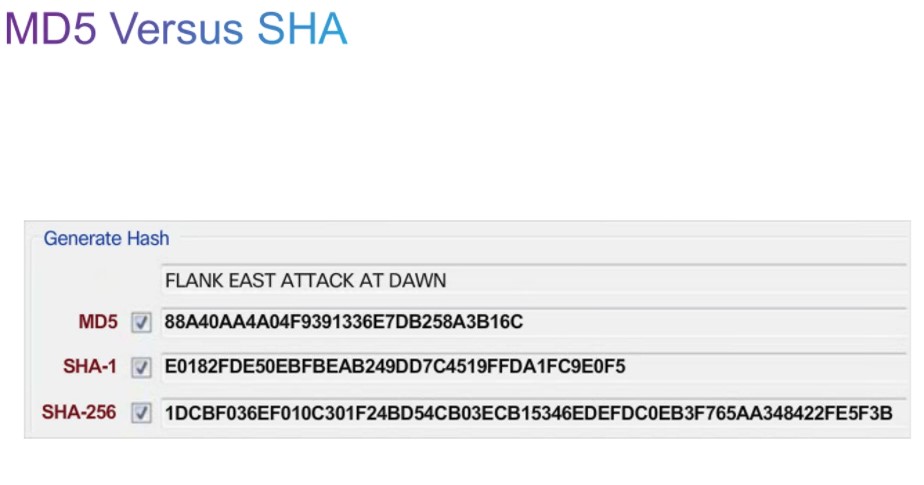 MD5 Versus SHA
Generate Hash
FLANK EAST ATTACK AT DAWN
MD5 88A40AA4A04F9391336E7DB258A3B16C
SHA-1 E0182FDE50EBFBEAB249DD7C4519FFDA1FC9E0F5
SHA-256 1DCBF036EF010C301F24BD54CB03ECB15346EDEFDC0EB3F765AA348422FE5F3B